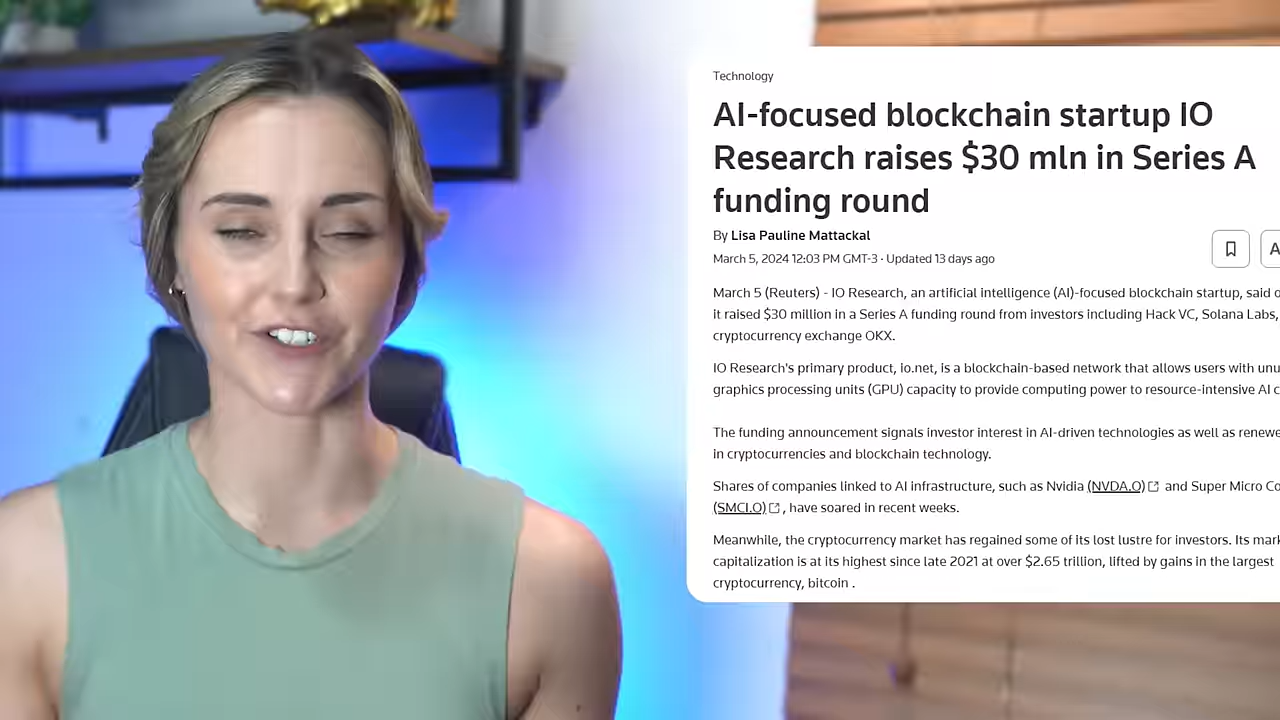 Technology
AI-focused blockchain startup IO
Research raises $30 mln in Series A
funding round
By Lisa Pauline Mattackal
March 5, 2024 12:03 PM GMT-3 · Updated 13 days ago
A
March 5 (Reuters) - IO Research, an artificial intelligence (AI)-focused blockchain startup, said
it raised $30 million in a Series A funding round from investors including Hack VC, Solana Labs,
cryptocurrency exchange OKX.
IO Research's primary product, io.net, is a blockchain-based network that allows users with
graphics processing units (GPU) capacity to provide computing power to resource-intensive AI
The funding announcement signals investor interest in AI-driven technologies as well as
in cryptocurrencies and blockchain technology.
Shares of companies linked to AI infrastructure, such as Nvidia (NVDA.O) and Super Micro
(SMCI.O) , have soared in recent weeks.
Meanwhile, the cryptocurrency market has regained some of its lost lustre for investors. Its
capitalization is at its highest since late 2021 at over $2.65 trillion, lifted by gains in the largest
cryptocurrency, bitcoin .